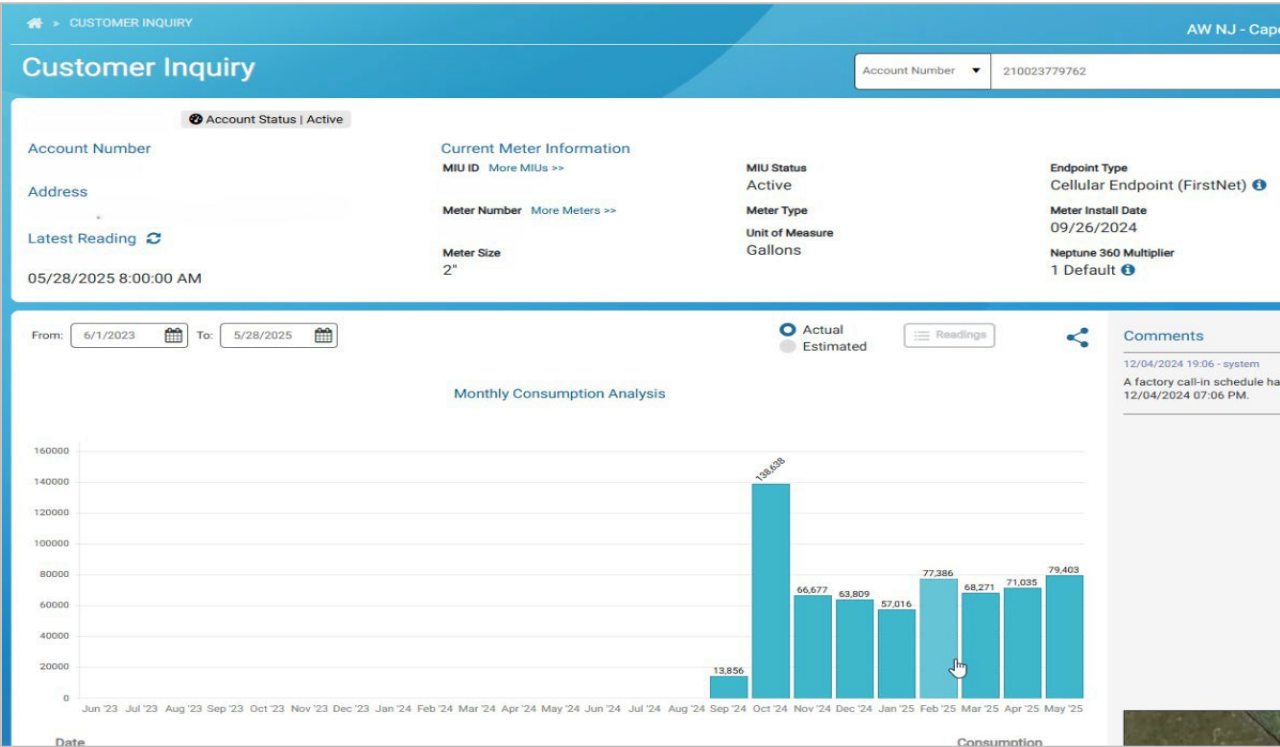 » CUSTOMER INQUIRY
AW NJ - Cape
Customer Inquiry
Account Number
210023779762
Account Status | Active
Account Number
Address
Latest Reading
05/28/2025 8:00:00 AM
Current Meter Information
MIU ID More MIUs >>
Meter Number More Meters >>
Meter Size
2"
MIU Status
Active
Meter Type
Unit of Measure
Gallons
Endpoint Type
Cellular Endpoint (FirstNet)
Meter Install Date
09/26/2024
Neptune 360 Multiplier
1 Default
From: 6/1/2023 To: 5/28/2025
Actual
Estimated
Readings
Comments
12/04/2024 19:06 - system
A factory call-in schedule ha
12/04/2024 07:06 PM.
Monthly Consumption Analysis
160000
140000
120000
100000
80000
60000
40000
20000
0
13,856
138,638
66,677
63,809
57,016
77,386
68,271
71,035
79,403
Jun '23 Jul '23 Aug '23 Sep '23 Oct '23 Nov '23 Dec '23 Jan '24 Feb '24 Mar '24 Apr '24 May '24 Jun '24 Jul '24 Aug '24 Sep '24 Oct '24 Nov '24 Dec '24 Jan '25 Feb '25 Mar '25 Apr '25 May '25
Date Consumption